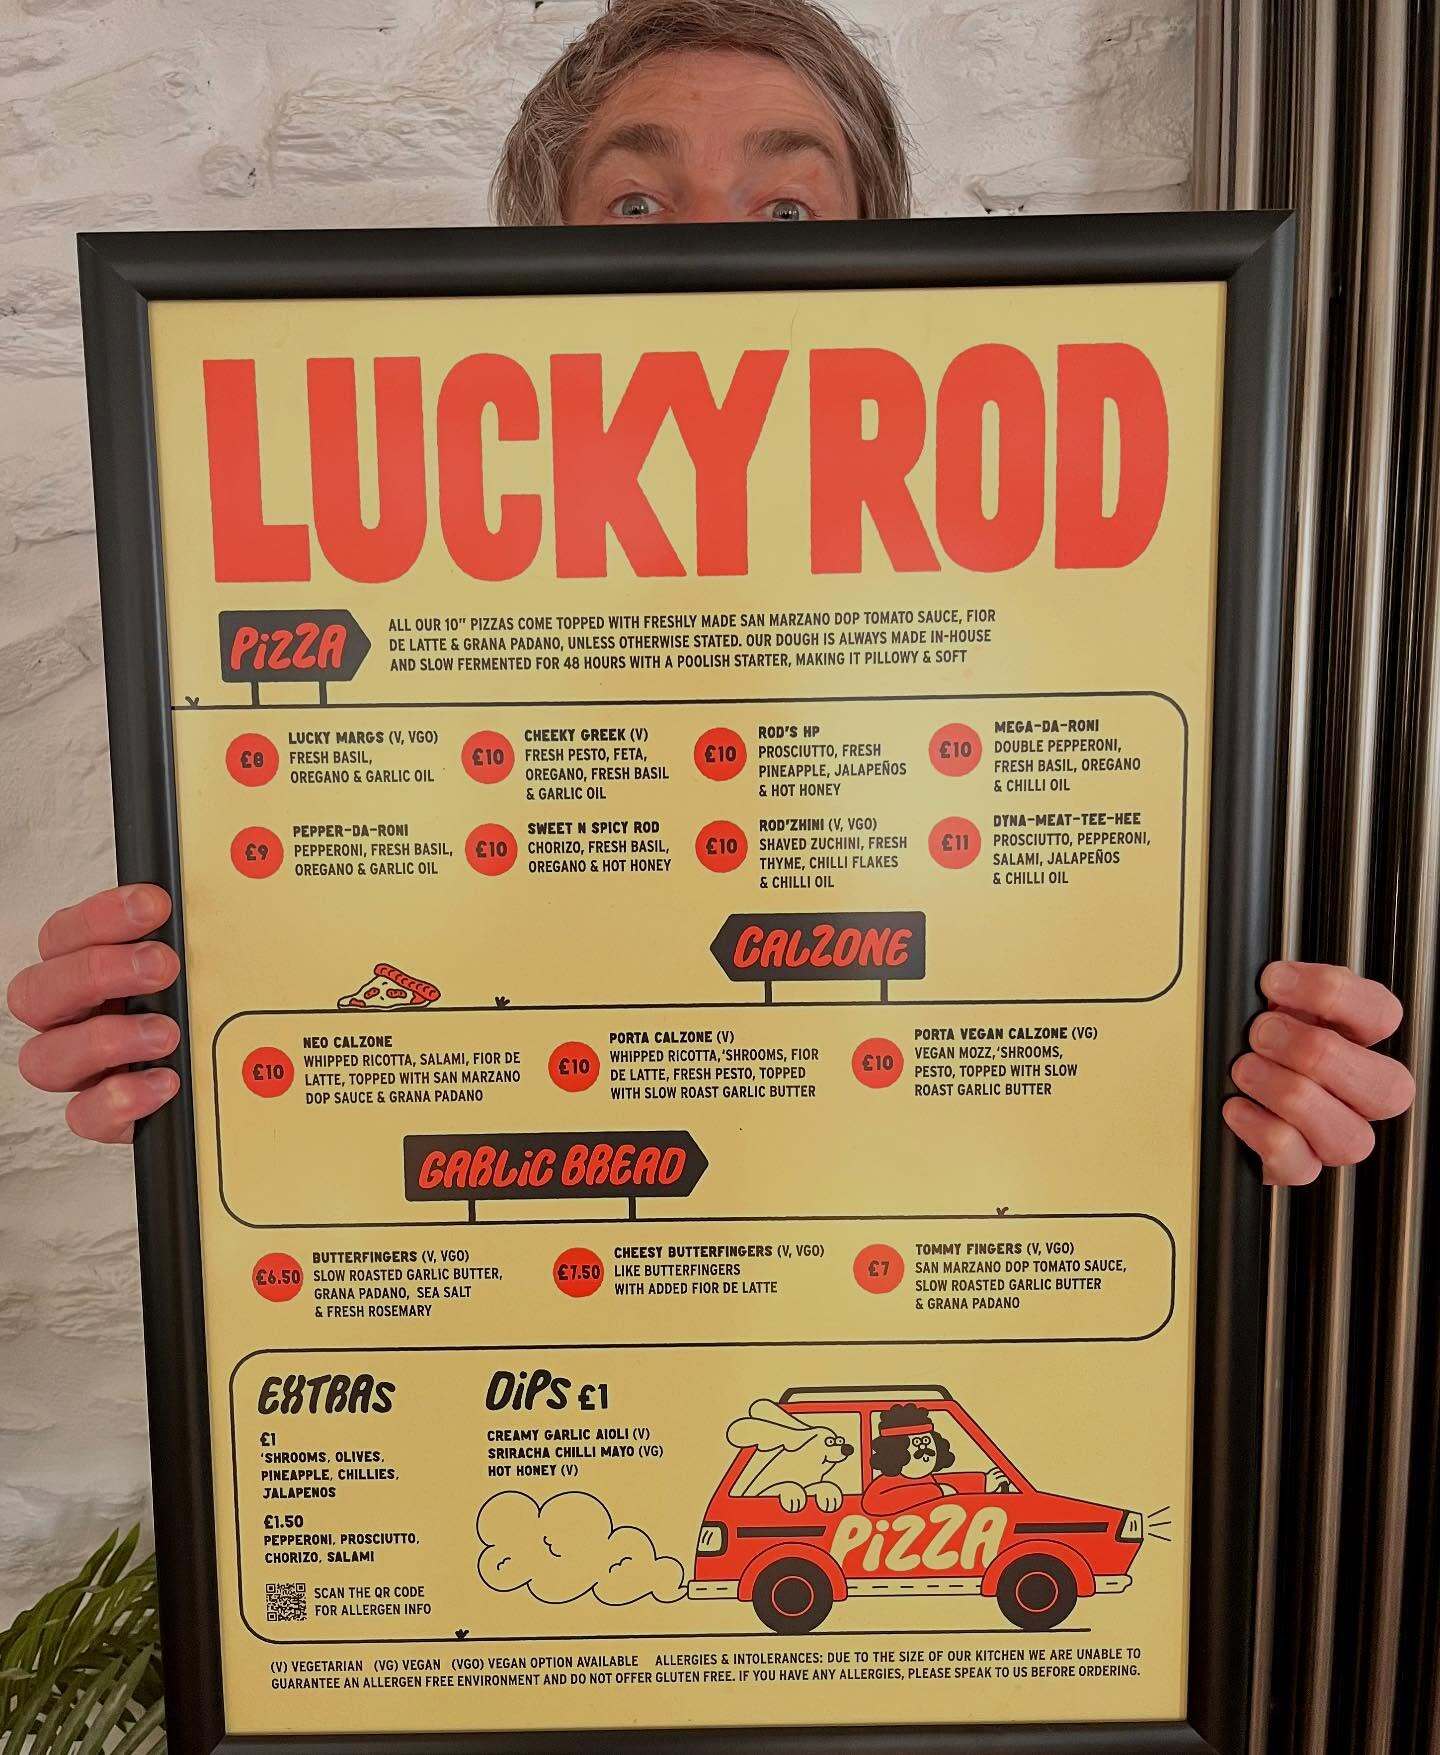 LUCKY ROD
PiZZA
ALL OUR 10" PIZZAS COME TOPPED WITH FRESHLY MADE SAN MARZANO DOP TOMATO SAUCE, FIOR
DE LATTE & GRANA PADANO, UNLESS OTHERWISE STATED. OUR DOUGH IS ALWAYS MADE IN-HOUSE
AND SLOW FERMENTED FOR 48 HOURS WITH A POOLISH STARTER, MAKING IT PILLOWY & SOFT
£8
LUCKY MARGS (V, VGO)
FRESH BASIL,
OREGANO & GARLIC OIL
£10
CHEEKY GREEK (V)
FRESH PESTO, FETA,
OREGANO, FRESH BASIL
& GARLIC OIL
£10
ROD'S HP
PROSCIUTTO, FRESH
PINEAPPLE, JALAPEÑOS
& HOT HONEY
£10
MEGA-DA-RONI
DOUBLE PEPPERONI,
FRESH BASIL, OREGANO
& CHILLI OIL
£9
PEPPER-DA-RONI
PEPPERONI, FRESH BASIL,
OREGANO & GARLIC OIL
£10
SWEET N SPICY ROD
CHORIZO, FRESH BASIL,
OREGANO & HOT HONEY
£10
ROD'ZHINI (V, VGO)
SHAVED ZUCHINI, FRESH
THYME, CHILLI FLAKES
& CHILLI OIL
£11
DYNA-MEAT-TEE-HEE
PROSCIUTTO, PEPPERONI,
SALAMI, JALAPEÑOS
& CHILLI OIL
CALZONE
£10
NEO CALZONE
WHIPPED RICOTTA, SALAMI, FIOR DE
LATTE, TOPPED WITH SAN MARZANO
DOP SAUCE & GRANA PADANO
£10
PORTA CALZONE (V)
WHIPPED RICOTTA,'SHROOMS, FIOR
DE LATTE, FRESH PESTO, TOPPED
WITH SLOW ROAST GARLIC BUTTER
£10
PORTA VEGAN CALZONE (VG)
VEGAN MOZZ,'SHROOMS,
PESTO, TOPPED WITH SLOW
ROAST GARLIC BUTTER
GARLiC BREAD
£6.50
BUTTERFINGERS (V, VGO)
SLOW ROASTED GARLIC BUTTER,
GRANA PADANO, SEA SALT
& FRESH ROSEMARY
£7.50
CHEESY BUTTERFINGERS (V, VGO)
LIKE BUTTERFINGERS
WITH ADDED FIOR DE LATTE
£7
TOMMY FINGERS (V, VGO)
SAN MARZANO DOP TOMATO SAUCE,
SLOW ROASTED GARLIC BUTTER
& GRANA PADANO
EXTRAS
£1
'SHROOMS, OLIVES,
PINEAPPLE, CHILLIES,
JALAPENOS
£1.50
PEPPERONI, PROSCIUTTO,
CHORIZO, SALAMI
SCAN THE QR CODE
FOR ALLERGEN INFO
DiPS £1
CREAMY GARLIC AIOLI (V)
SRIRACHA CHILLI MAYO (VG)
HOT HONEY (V)
PiZZA
(V) VEGETARIAN (VG) VEGAN (VGO) VEGAN OPTION AVAILABLE ALLERGIES & INTOLERANCES: DUE TO THE SIZE OF OUR KITCHEN WE ARE UNABLE TO
GUARANTEE AN ALLERGEN FREE ENVIRONMENT AND DO NOT OFFER GLUTEN FREE. IF YOU HAVE ANY ALLERGIES, PLEASE SPEAK TO US BEFORE ORDERING.